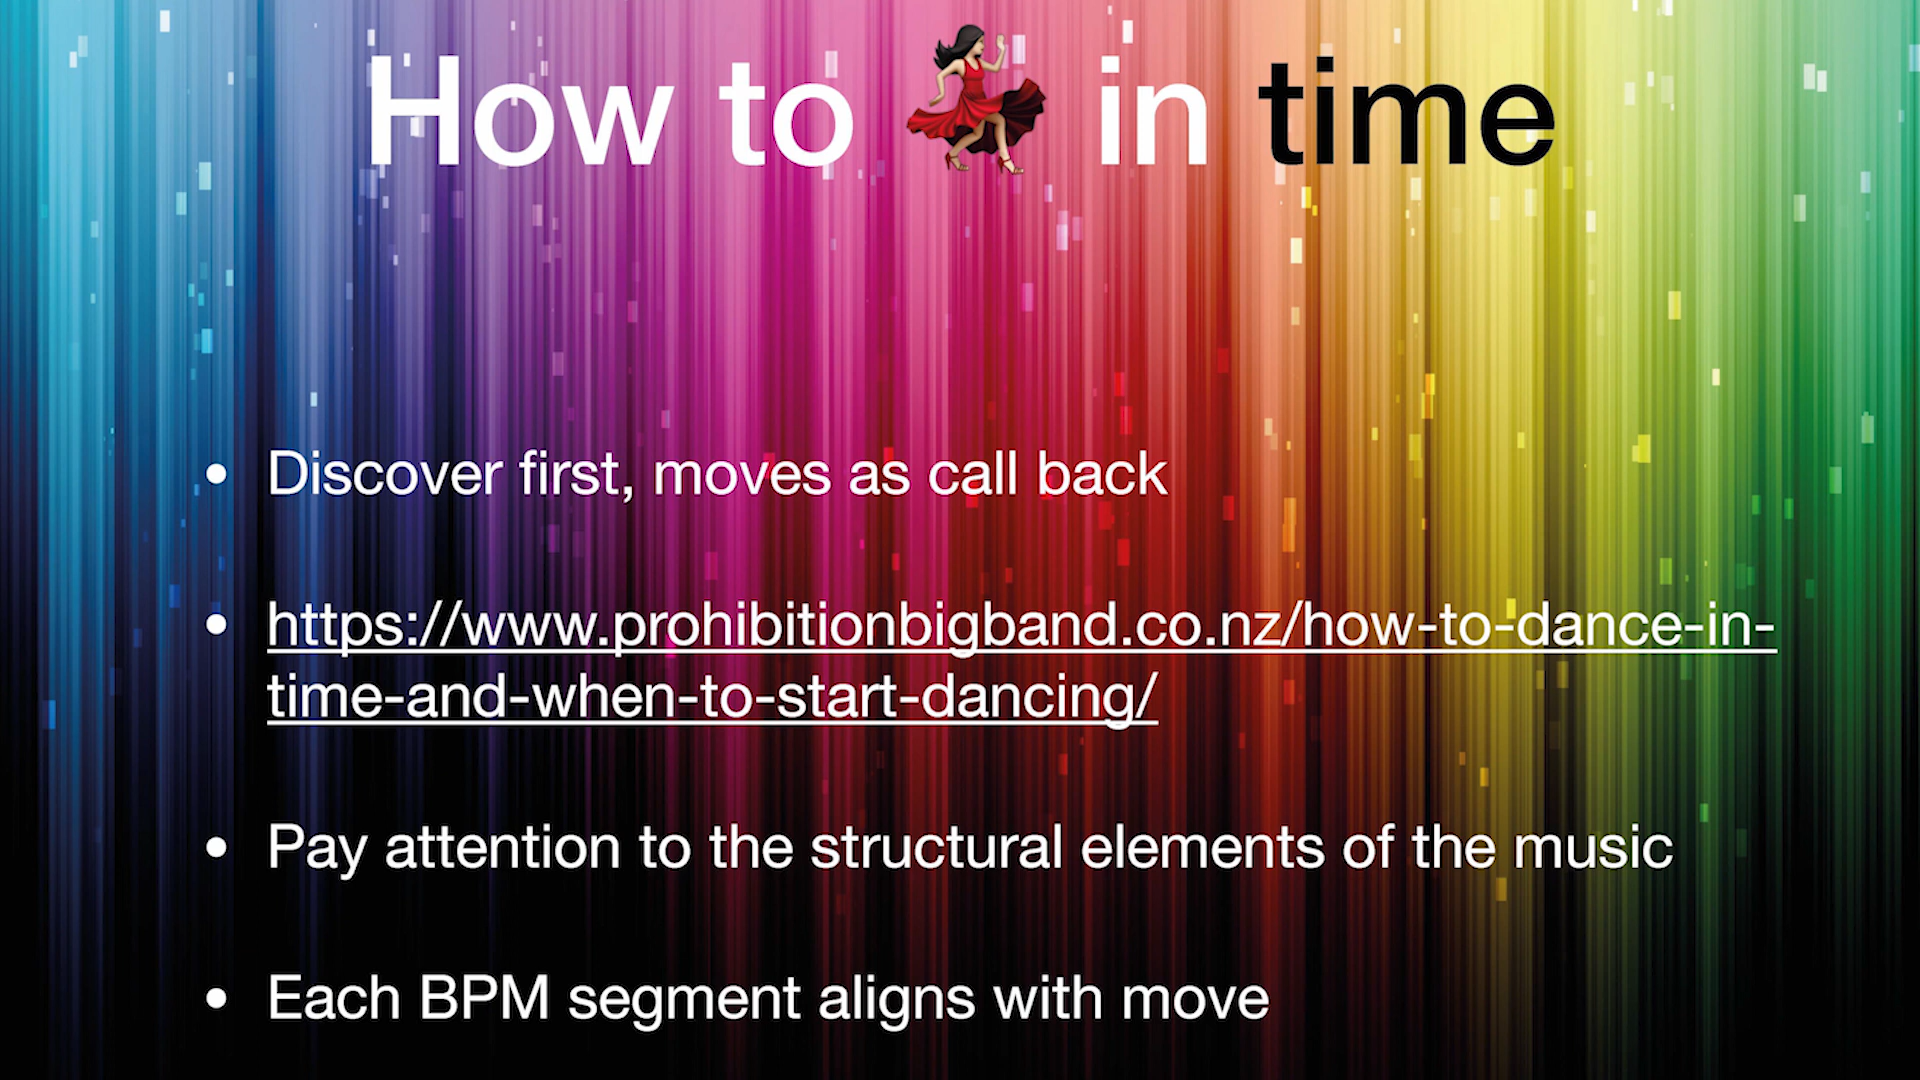 How to 💃 in time
• Discover first, moves as call back
• https://www.prohibitionbigband.co.nz/how-to-dance-in-
time-and-when-to-start-dancing/
• Pay attention to the structural elements of the music
• Each BPM segment aligns with move